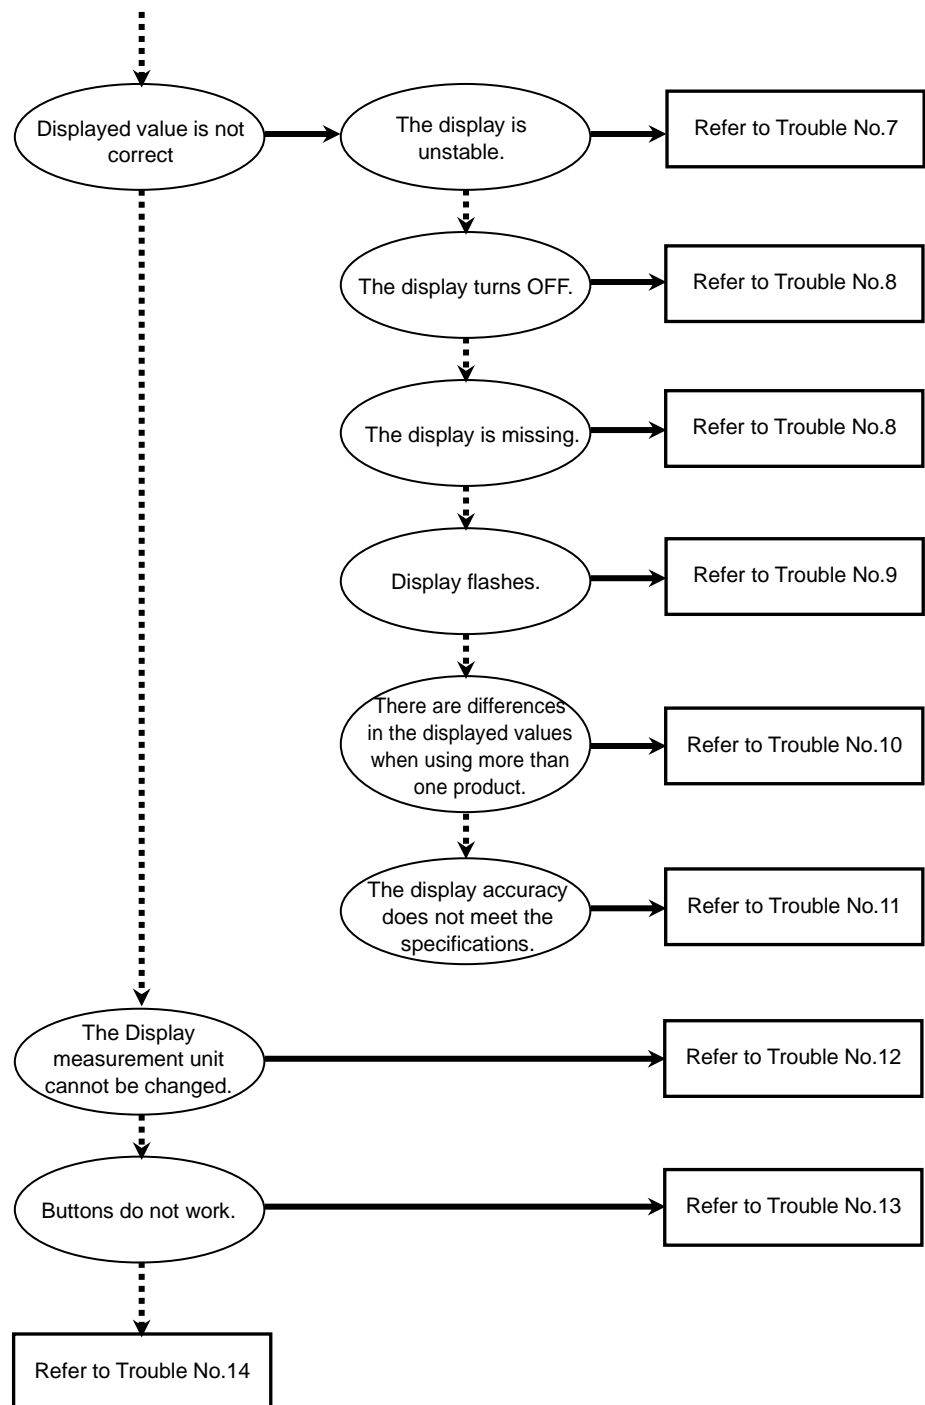 Displayed value is not
correct
The display is
unstable.
Refer to Trouble No.7
The display turns OFF.
Refer to Trouble No.8
The display is missing.
Refer to Trouble No.8
Display flashes.
Refer to Trouble No.9
There are differences
in the displayed values
when using more than
one product.
Refer to Trouble No.10
The display accuracy
does not meet the
specifications.
Refer to Trouble No.11
The Display
measurement unit
cannot be changed.
Refer to Trouble No.12
Buttons do not work.
Refer to Trouble No.13
Refer to Trouble No.14